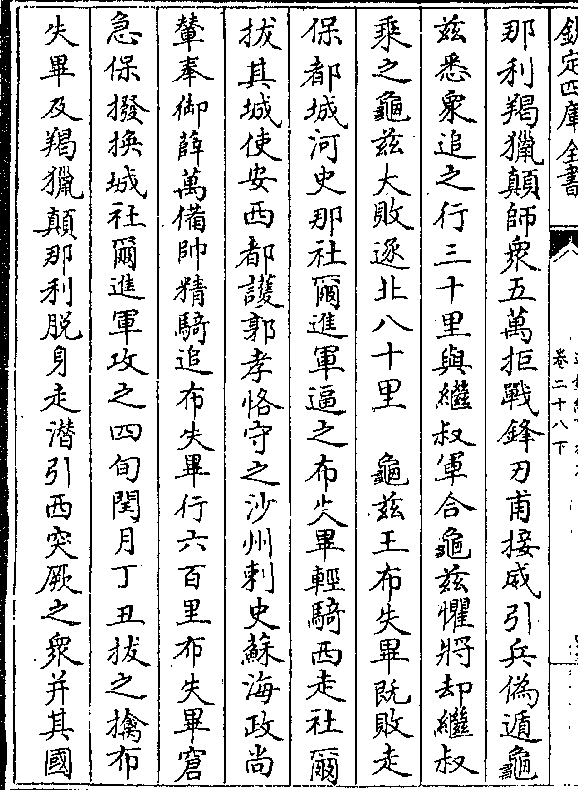 欽定四庫全書
卷二十八下
那利羯獵顛帥衆五萬拒戰鋒刃甫接威引兵偽遁龜
兹悉衆追之行三十里與繼叔軍合龜兹懼將却繼叔
乘之龜兹大敗逐北八十里　龜兹王布失畢既敗走
保都城阿史那社爾進軍逼之布失畢輕騎西走社爾
拔其城使安西都護郭孝恪守之沙州刺史蘇海政尚
輦奉御薛萬備帥精騎追布失畢行六百里布失畢窘
急保撥換城社爾進軍攻之四旬閏月丁丑拔之擒布
失畢及羯獵顛那利脫身走潛引西突厥之衆并其國